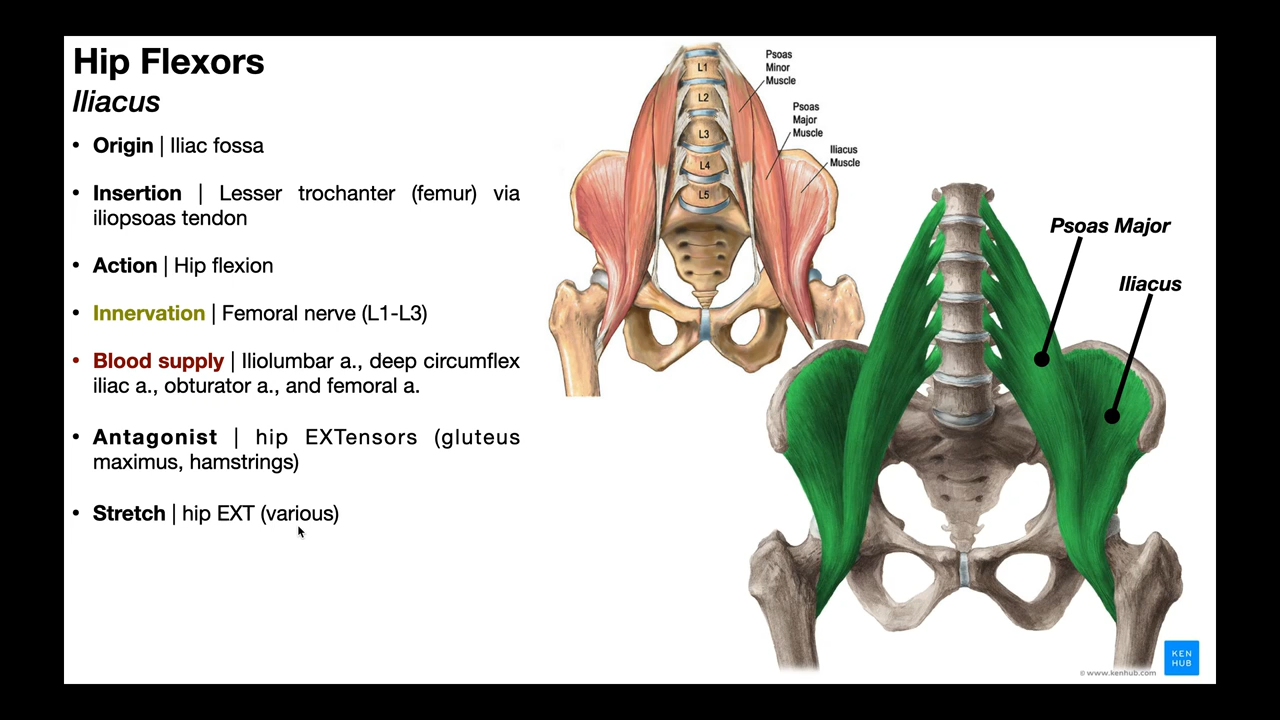 Hip Flexors
Iliacus
• Origin | Iliac fossa
• Insertion | Lesser trochanter (femur) via
iliopsoas tendon
• Action | Hip flexion
• Innervation | Femoral nerve (L1-L3)
• Blood supply | Iliolumbar a., deep circumflex
iliac a., obturator a., and femoral a.
• Antagonist | hip EXTensors (gluteus
maximus, hamstrings)
• Stretch | hip EXT (various)
L1
L2
L3
L4
L5
Psoas
Minor
Muscle
Psoas
Major
Muscle
Iliacus
Muscle
Psoas Major
Iliacus
KEN
HUB
© www.kenhub.com